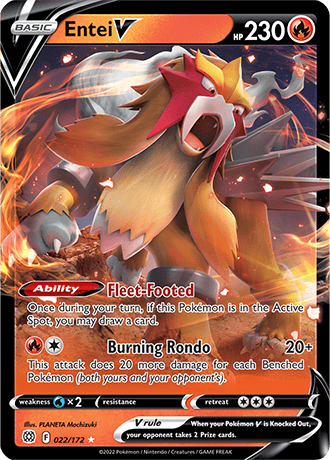 BASIC
Entei V
HP 230
Ability Fleet-Footed
Once during your turn, if this Pokémon is in the Active
Spot, you may draw a card.
Burning Rondo 20+
This attack does 20 more damage for each Benched
Pokémon (both yours and your opponent's).
weakness ×2 resistance retreat
Illus. PLANETA Mochizuki
F 022/172 ★
V rule When your Pokémon V is Knocked Out,
your opponent takes 2 Prize cards.
©2022 Pokémon / Nintendo / Creatures / GAME FREAK